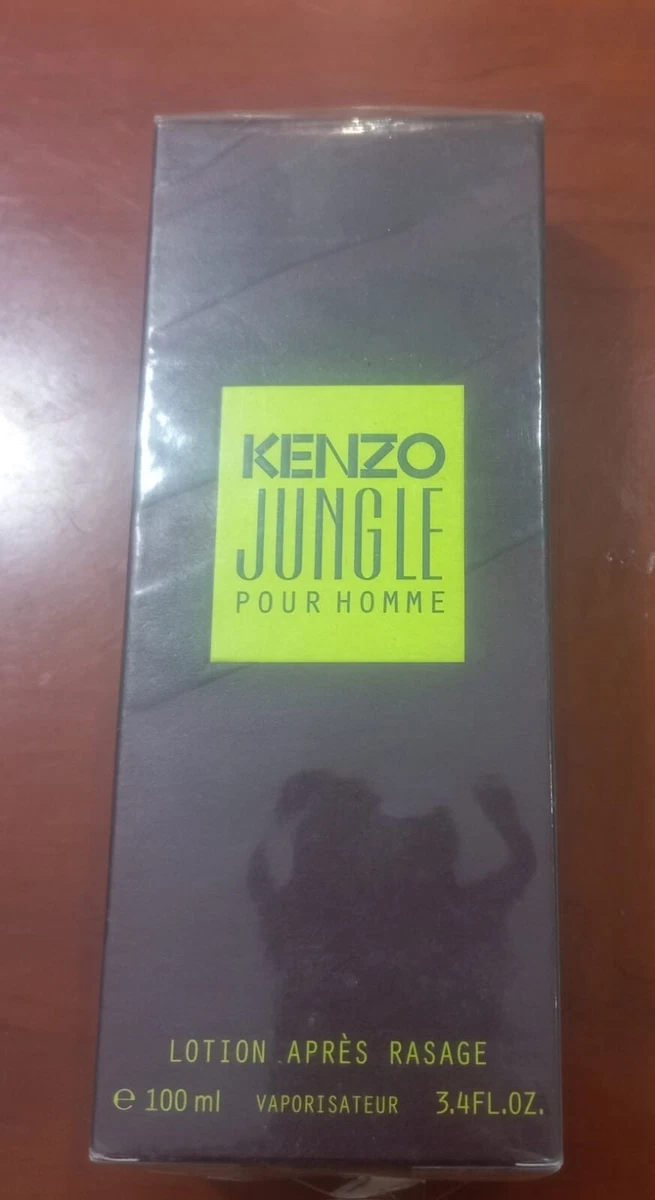 KENZO
JUNGLE
POUR HOMME
LOTION APRÈS RASAGE
℮ 100 ml VAPORISATEUR 3.4FL.OZ.